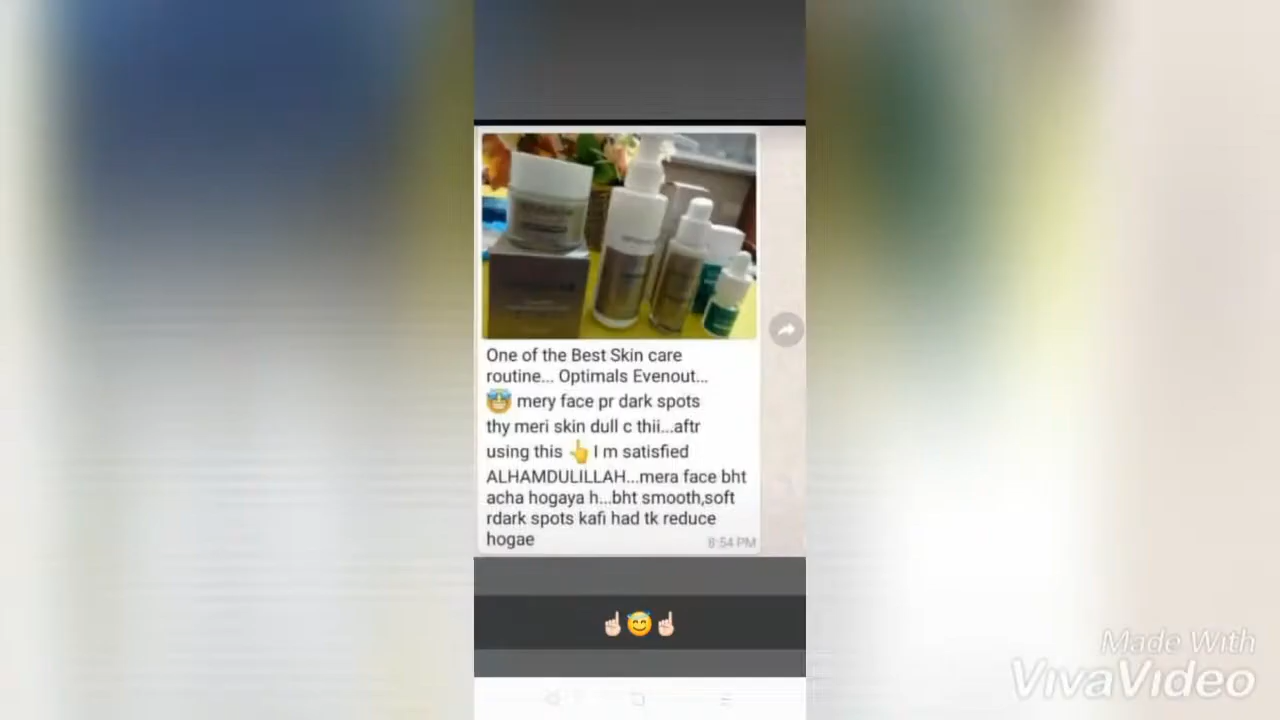 One of the Best Skin care
routine... Optimals Evenout...
🤩 mery face pr dark spots
thy meri skin dull c thii...aftr
using this 👆 I m satisfied
ALHAMDULILLAH...mera face bht
acha hogaya h...bht smooth,soft
rdark spots kafi had tk reduce
hogae
8:54 PM
☝🏻😇☝🏻
Made With
VivaVideo